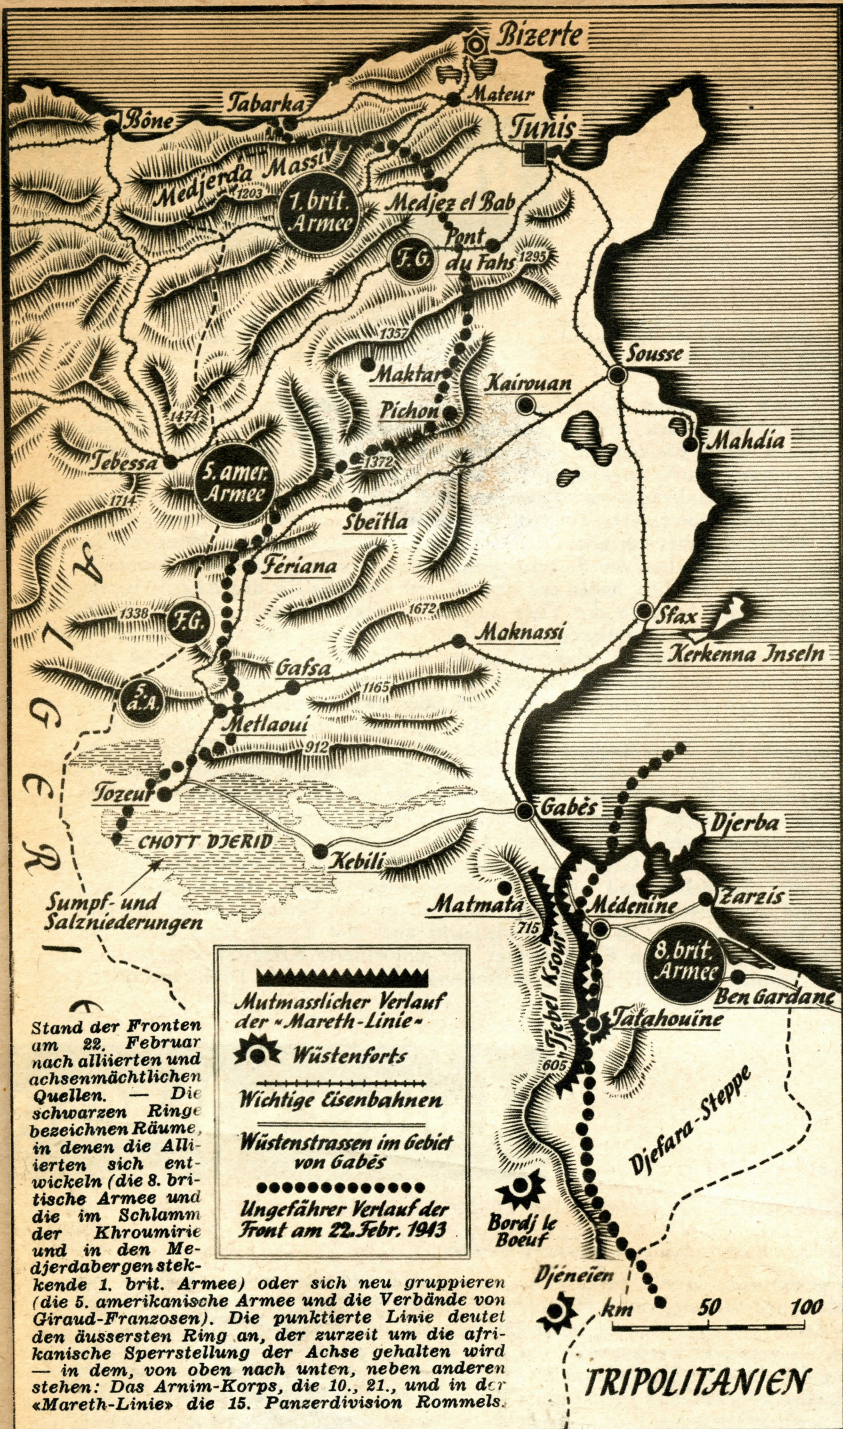 Bizerte
Tabarka
Mateur
Bône
Tunis
Medjerda Massiv
1203
1. brit.
Armee
Medjez el Bab
Pont
du Fahs
F.G.
1295
1357
Maktar
Sousse
Kairouan
Pichon
1474
Mahdia
Tebessa
1372
5. amer.
Armee
1714
Sbeïtla
Fériana
1338
F.G.
1672
Sfax
Maknassi
Kerkenna Inseln
Gafsa
1165
5.
a.A.
Metlaoui
912
ALGERIE
Tozeur
Gabès
Djerba
CHOTT DJERID
Kebili
Sumpf- und
Salzniederungen
Matmata
715
Médenine
Zarzis
8. brit.
Armee
Ben Gardane
Tatahouïne
Djebel Ksour
605
Djefara-Steppe
Mutmasslicher Verlauf
der "Mareth-Linie"
Wüstenforts
Wichtige Eisenbahnen
Wüstenstrassen im Gebiet
von Gabès
Ungefährer Verlauf der
Front am 22. Febr. 1943
Bordj le
Boeuf
Djéneïen
km 50 100
TRIPOLITANIEN
Stand der Fronten
am 22. Februar
nach alliierten und
achsenmächtlichen
Quellen. — Die
schwarzen Ringe
bezeichnen Räume,
in denen die Alli-
ierten sich ent-
wickeln (die 8. bri-
tische Armee und
die im Schlamm
der Khroumirie
und in den Me-
djerdabergen stek-
kende 1. brit. Armee) oder sich neu gruppieren
(die 5. amerikanische Armee und die Verbände von
Giraud-Franzosen). Die punktierte Linie deutet
den äussersten Ring an, der zurzeit um die afri-
kanische Sperrstellung der Achse gehalten wird
— in dem, von oben nach unten, neben anderen
stehen: Das Arnim-Korps, die 10., 21., und in der
«Mareth-Linie» die 15. Panzerdivision Rommels.